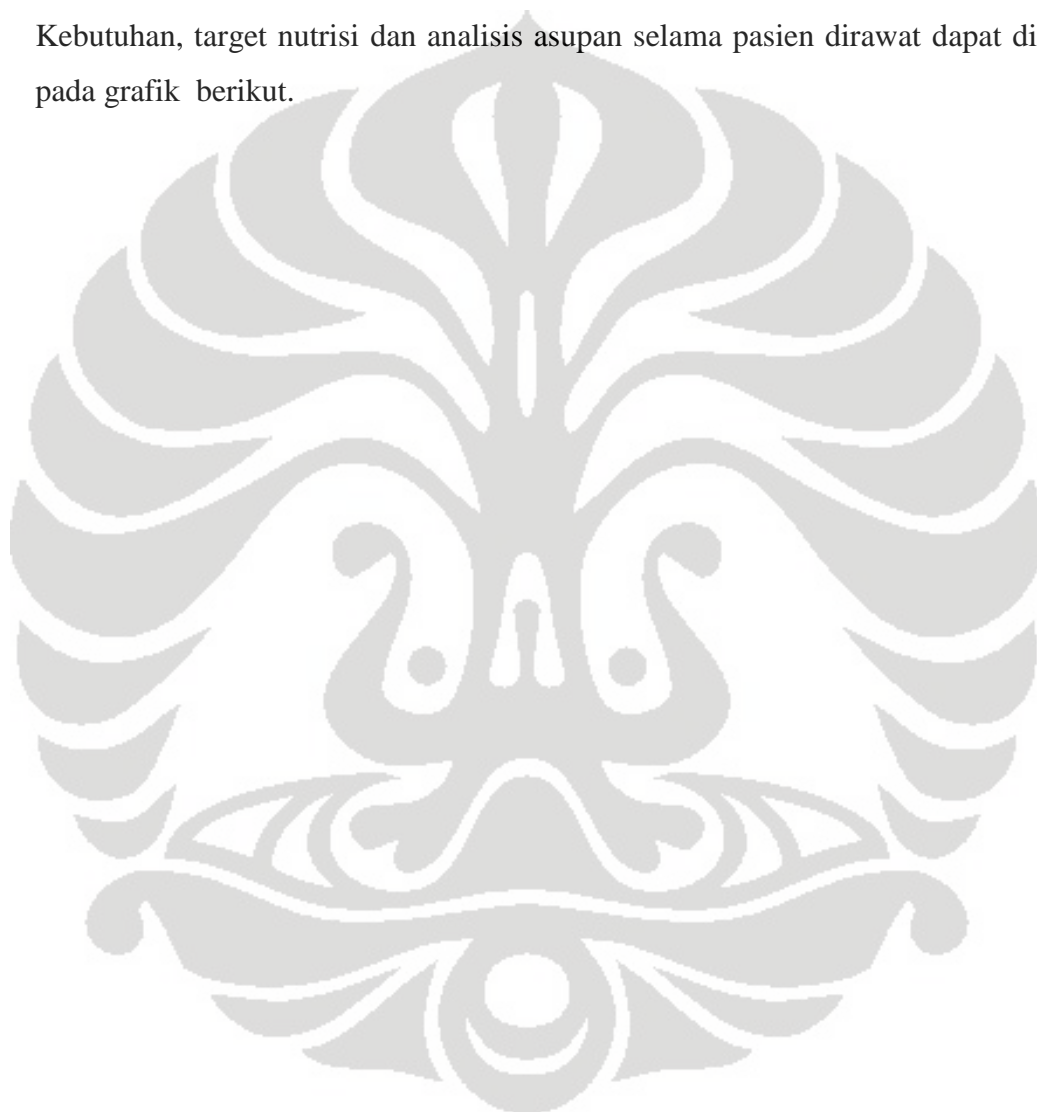 Kebutuhan, target nutrisi dan analisis asupan selama pasien dirawat dapat di
pada grafik berikut.